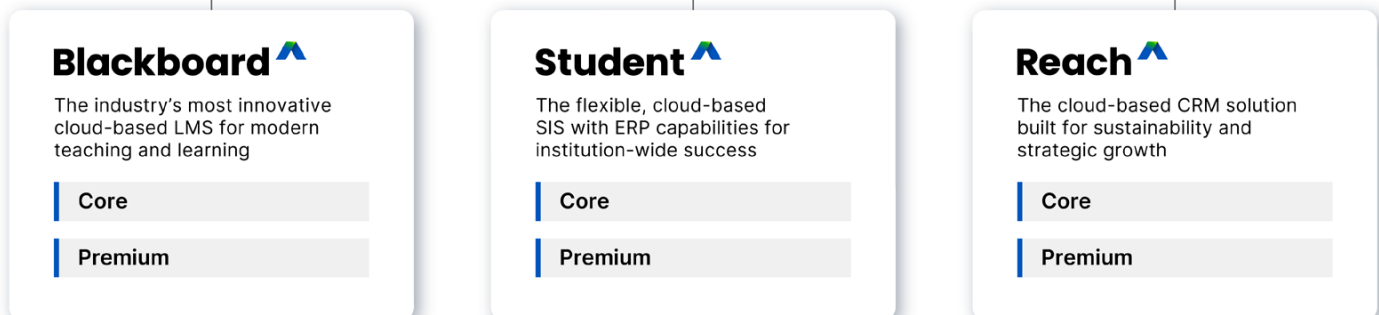 Blackboard
The industry's most innovative
cloud-based LMS for modern
teaching and learning
Core
Premium
Student
The flexible, cloud-based
SIS with ERP capabilities for
institution-wide success
Core
Premium
Reach
The cloud-based CRM solution
built for sustainability and
strategic growth
Core
Premium